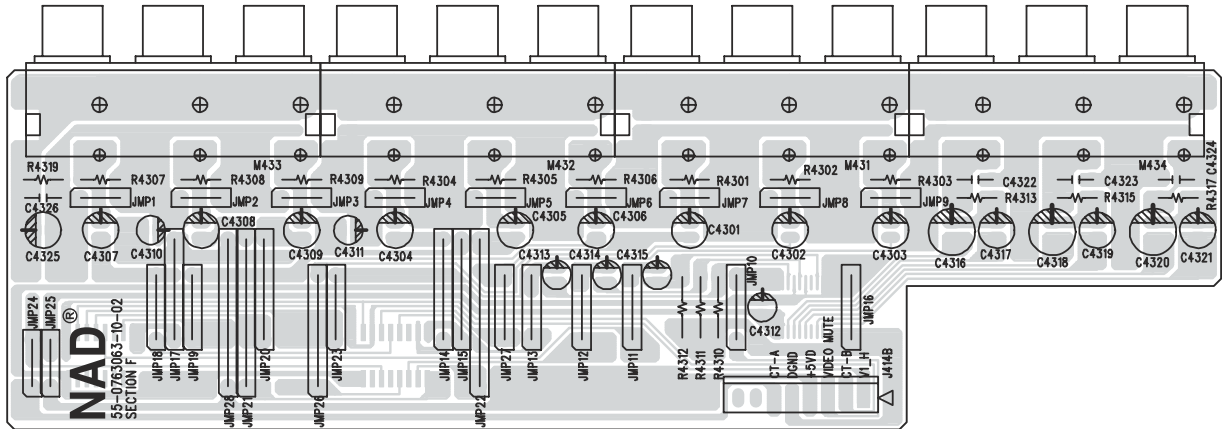 R4319
M433
M432
M431
M434
C4324
R4307
R4308
R4309
R4304
R4305
R4306
R4301
R4302
R4303
C4322
R4313
C4323
R4315
R4317
C4326
JMP1
JMP2
JMP3
JMP4
JMP5
JMP6
JMP7
JMP8
JMP9
C4325
C4307
C4310
C4308
C4309
C4311
C4304
C4305
C4306
C4301
C4302
C4303
C4316
C4317
C4318
C4319
C4320
C4321
C4313
C4314
C4315
JMP10
C4312
JMP16
JMP24
JMP25
NAD®
55-0763063-10-02
SECTION F
JMP18
JMP17
JMP19
JMP28
JMP21
JMP20
JMP26
JMP23
JMP14
JMP15
JMP22
JMP27
JMP13
JMP12
JMP11
R4312
R4311
R4310
CT-A
DGND
+5VD
VIDEO MUTE
CT-B
V1_H
J414B